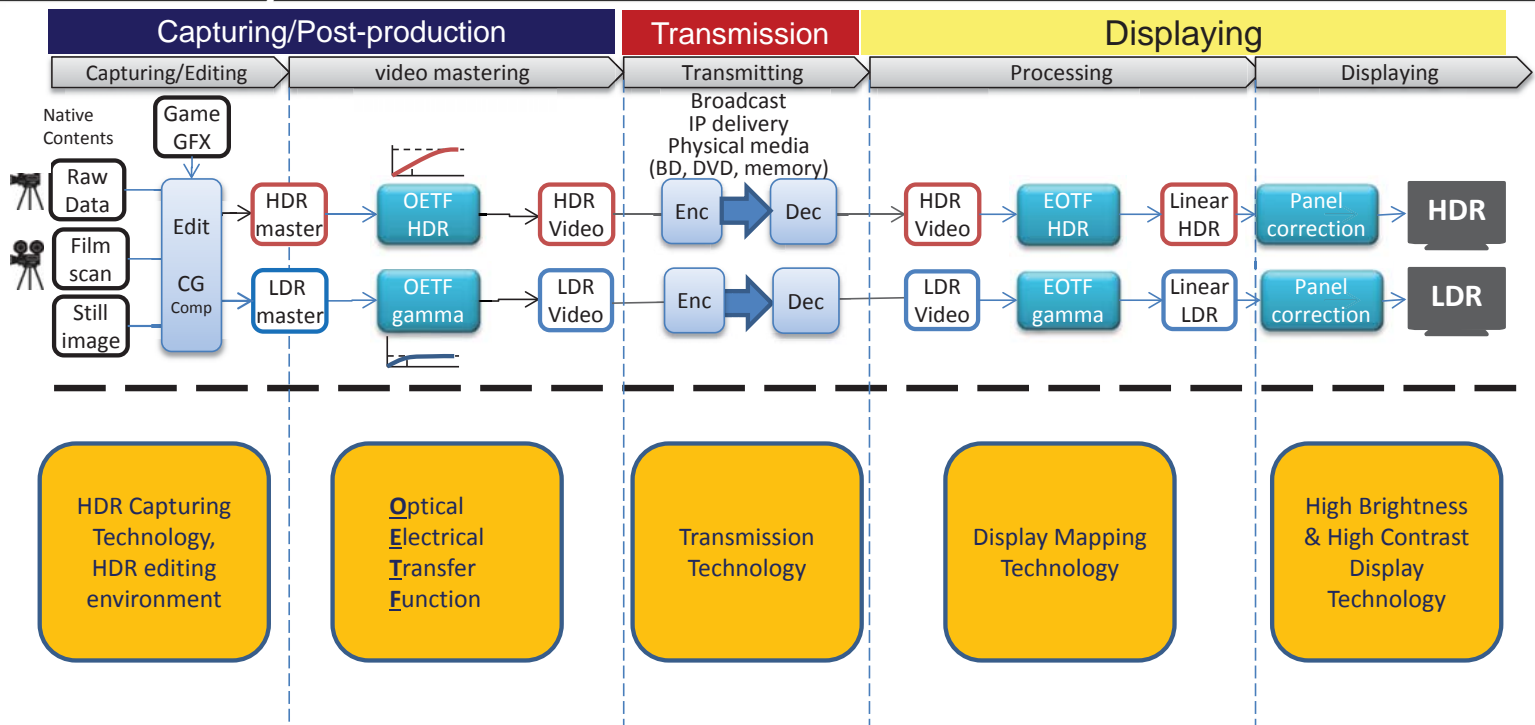 Capturing/Post-production
Transmission
Displaying
Capturing/Editing
video mastering
Transmitting
Processing
Displaying
Native
Contents
Game
GFX
Raw
Data
Film
scan
Still
image
Edit
CG
Comp
HDR
master
LDR
master
OETF
HDR
OETF
gamma
HDR
Video
LDR
Video
Broadcast
IP delivery
Physical media
(BD, DVD, memory)
Enc
Dec
Enc
Dec
HDR
Video
LDR
Video
EOTF
HDR
EOTF
gamma
Linear
HDR
Linear
LDR
Panel
correction
Panel
correction
HDR
LDR
HDR Capturing
Technology,
HDR editing
environment
Optical
Electrical
Transfer
Function
Transmission
Technology
Display Mapping
Technology
High Brightness
& High Contrast
Display
Technology